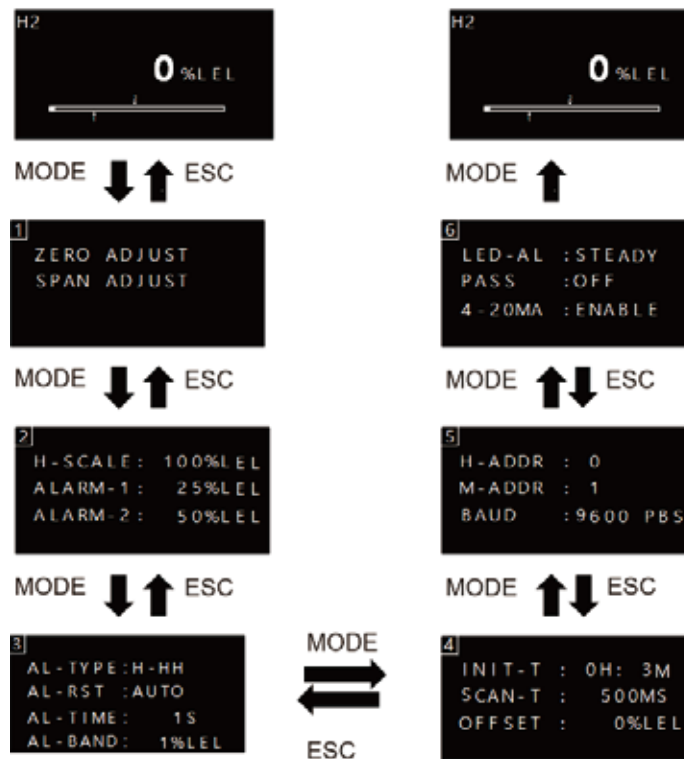 H2
0 %LEL
MODE ESC
1
ZERO ADJUST
SPAN ADJUST
MODE ESC
2
H-SCALE: 100%LEL
ALARM-1: 25%LEL
ALARM-2: 50%LEL
MODE ESC
3
AL-TYPE:H-HH
AL-RST :AUTO
AL-TIME: 1S
AL-BAND: 1%LEL
MODE
ESC
4
INIT-T : 0H: 3M
SCAN-T : 500MS
OFFSET : 0%LEL
MODE ESC
5
H-ADDR : 0
M-ADDR : 1
BAUD :9600 PBS
MODE ESC
6
LED-AL :STEADY
PASS :OFF
4-20MA :ENABLE
MODE
H2
0 %LEL